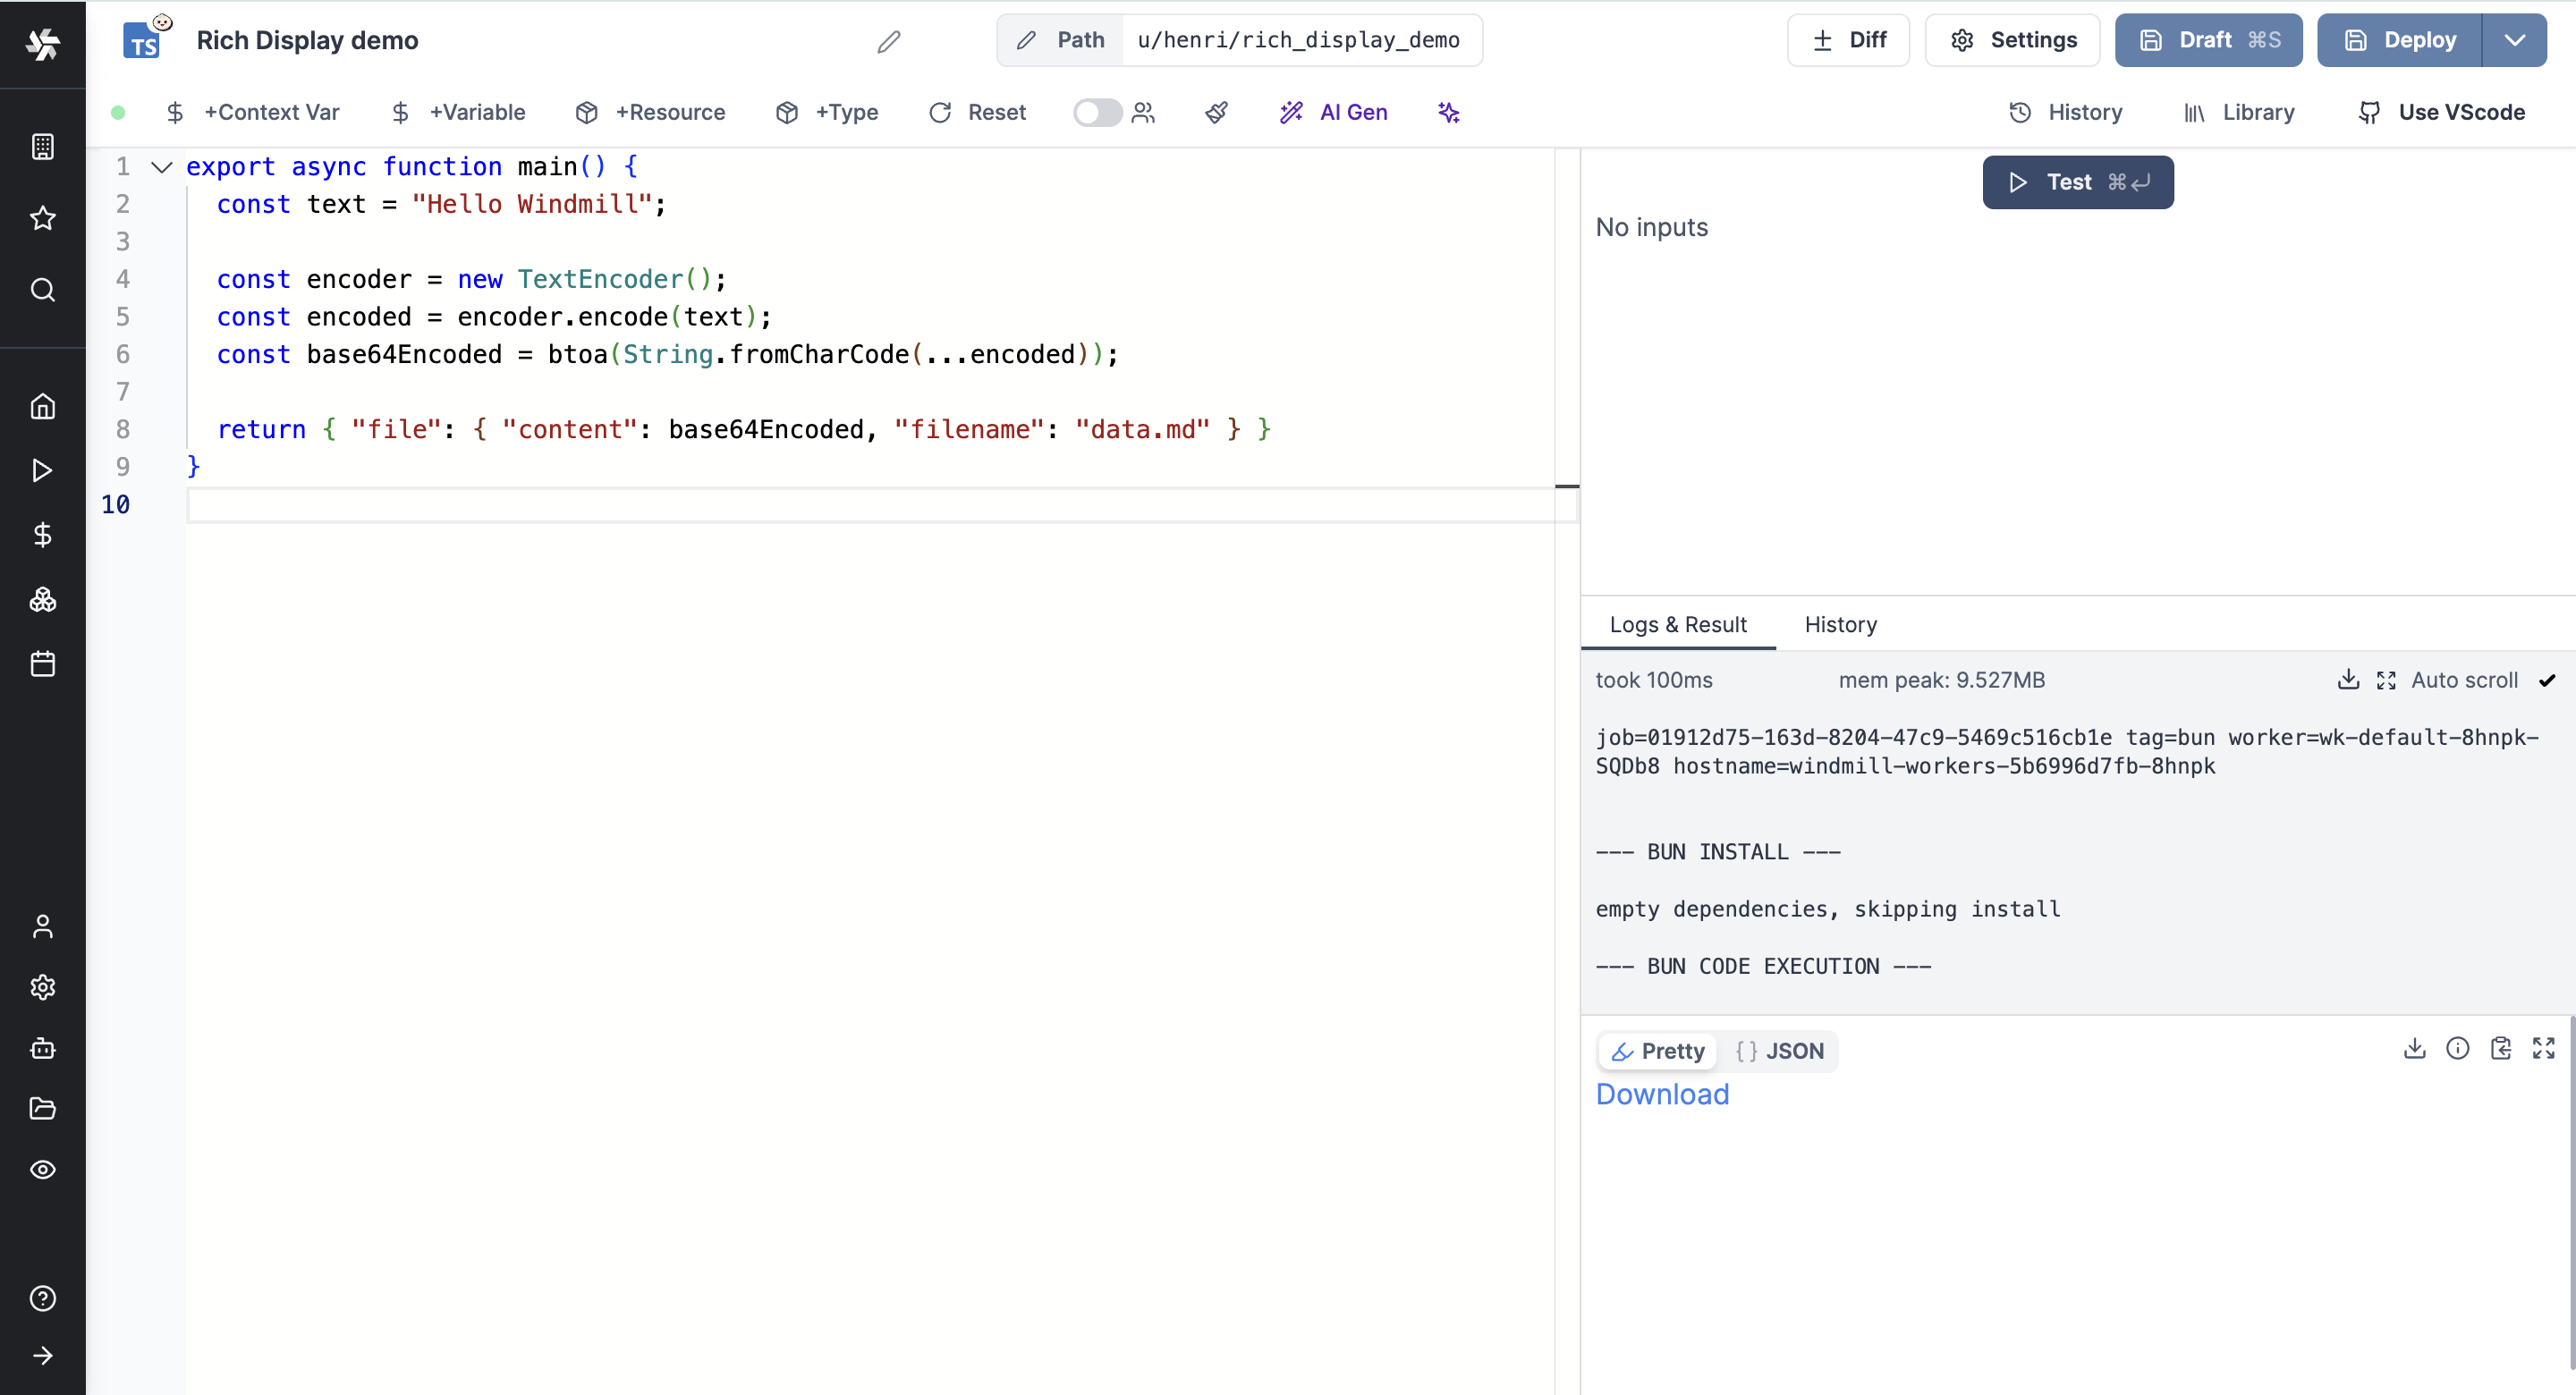 TS
Rich Display demo
Path
u/henri/rich_display_demo
Diff
Settings
Draft ⌘S
Deploy
+Context Var
+Variable
+Resource
+Type
Reset
AI Gen
History
Library
Use VScode
1 export async function main() {
2   const text = "Hello Windmill";
3
4   const encoder = new TextEncoder();
5   const encoded = encoder.encode(text);
6   const base64Encoded = btoa(String.fromCharCode(...encoded));
7
8   return { "file": { "content": base64Encoded, "filename": "data.md" } }
9 }
10
Test ⌘
No inputs
Logs & Result
History
took 100ms
mem peak: 9.527MB
Auto scroll
job=01912d75-163d-8204-47c9-5469c516cb1e tag=bun worker=wk-default-8hnpk-
SQDb8 hostname=windmill-workers-5b6996d7fb-8hnpk
--- BUN INSTALL ---
empty dependencies, skipping install
--- BUN CODE EXECUTION ---
Pretty
{ } JSON
Download